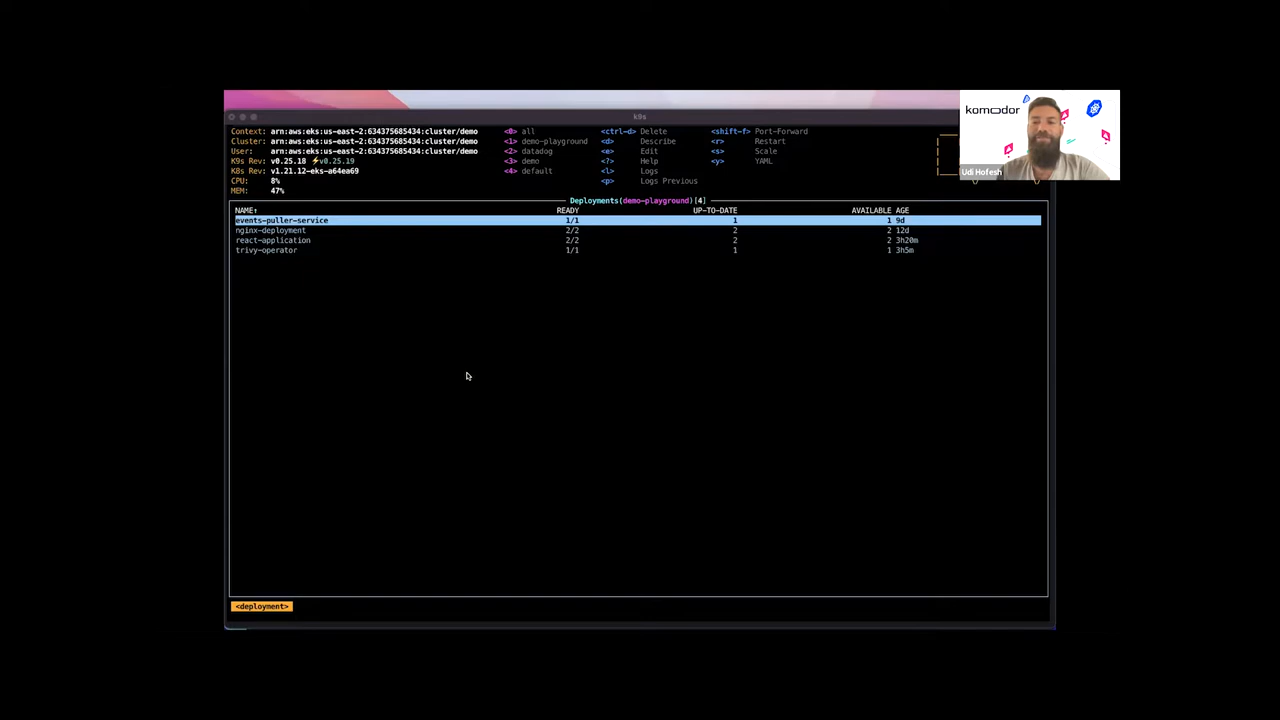 k9s
Context: arn:aws:eks:us-east-2:634375685434:cluster/demo <0> all <ctrl-d> Delete <shift-f> Port-Forward
Cluster: arn:aws:eks:us-east-2:634375685434:cluster/demo <1> demo-playground <d> Describe <r> Restart
User: arn:aws:eks:us-east-2:634375685434:cluster/demo <2> datadog <e> Edit <s> Scale
K9s Rev: v0.25.18 ⚡v0.25.19 <3> demo <?> Help <y> YAML
K8s Rev: v1.21.12-eks-a64ea69 <4> default <l> Logs
CPU: 8% <p> Logs Previous
MEM: 47%
komodor
Udi Hofesh
Deployments(demo-playground)[4]
NAME↑ READY UP-TO-DATE AVAILABLE AGE
events-puller-service 1/1 1 1 9d
nginx-deployment 2/2 2 2 12d
react-application 2/2 2 2 3h20m
trivy-operator 1/1 1 1 3h5m
<deployment>